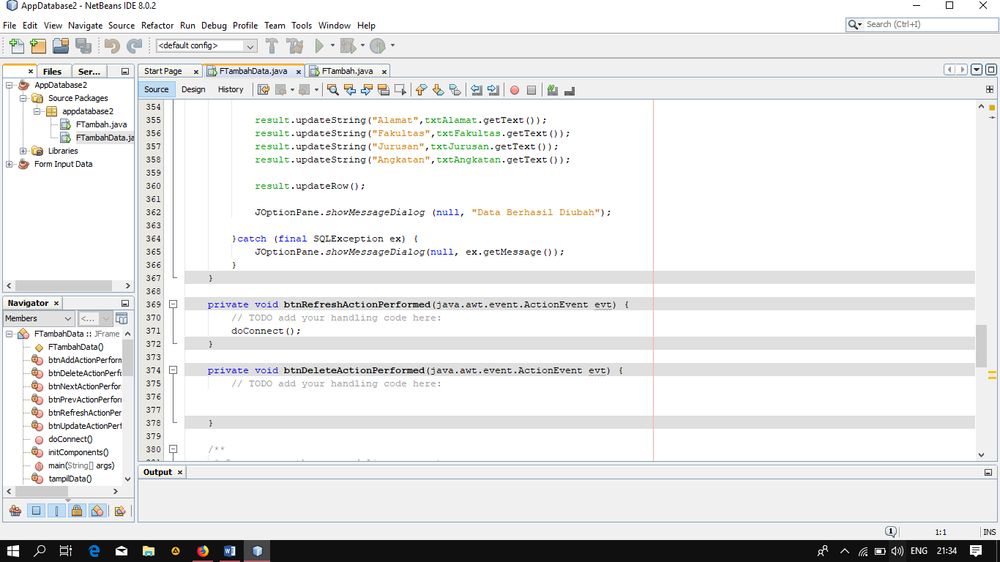 AppDatabase2 - NetBeans IDE 8.0.2
File Edit View Navigate Source Refactor Run Debug Profile Team Tools Window Help
Search (Ctrl+I)
<default config>
Files Ser...
Start Page FTambahData.java FTambah.java
Source Design History
AppDatabase2
Source Packages
appdatabase2
FTambah.java
FTambahData.ja
Libraries
Form Input Data
354
355 result.updateString("Alamat",txtAlamat.getText());
356 result.updateString("Fakultas",txtFakultas.getText());
357 result.updateString("Jurusan",txtJurusan.getText());
358 result.updateString("Angkatan",txtAngkatan.getText());
359
360 result.updateRow();
361
362 JOptionPane.showMessageDialog (null, "Data Berhasil Diubah");
363
364 }catch (final SQLException ex) {
365 JOptionPane.showMessageDialog(null, ex.getMessage());
366 }
367 }
368
369 private void btnRefreshActionPerformed(java.awt.event.ActionEvent evt) {
370 // TODO add your handling code here:
371 doConnect();
372 }
373
374 private void btnDeleteActionPerformed(java.awt.event.ActionEvent evt) {
375 // TODO add your handling code here:
376
377
378 }
379
380 /**
Navigator
Members <...
FTambahData :: JFrame
FTambahData()
btnAddActionPerform
btnDeleteActionPerfo
btnNextActionPerfor
btnPrevActionPerfor
btnRefreshActionPer
btnUpdateActionPerf
doConnect()
initComponents()
main(String[] args)
tampilData()
Output
1 1:1 INS
ENG 21:34